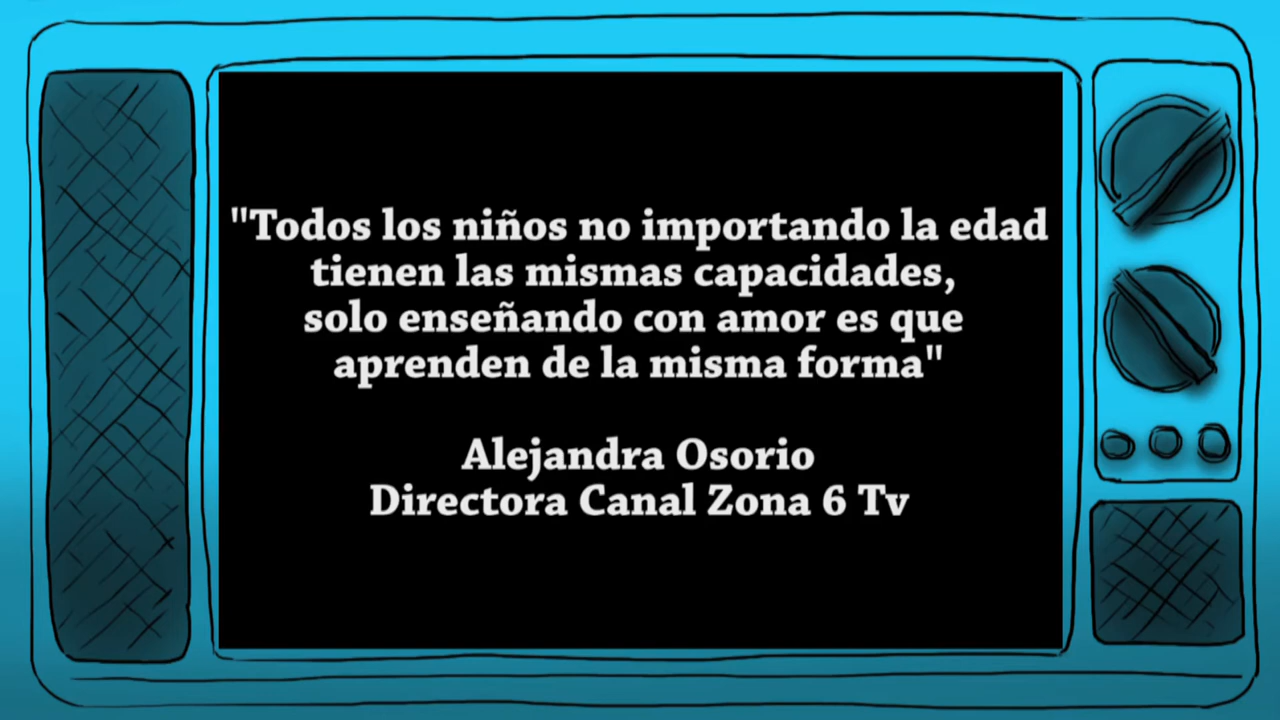 "Todos los niños no importando la edad
tienen las mismas capacidades,
solo enseñando con amor es que
aprenden de la misma forma"
Alejandra Osorio
Directora Canal Zona 6 Tv